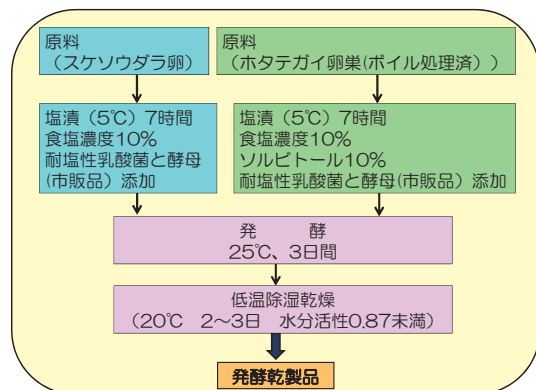 原料
（スケソウダラ卵）
原料
（ホタテガイ卵巣(ボイル処理済））
塩漬（5℃）7時間
食塩濃度10%
耐塩性乳酸菌と酵母
(市販品）添加
塩漬（5℃）7時間
食塩濃度10%
ソルビトール10%
耐塩性乳酸菌と酵母(市販品）添加
発　　酵
25℃、3日間
低温除湿乾燥
（20℃　2～3日　水分活性0.87未満）
発酵乾製品